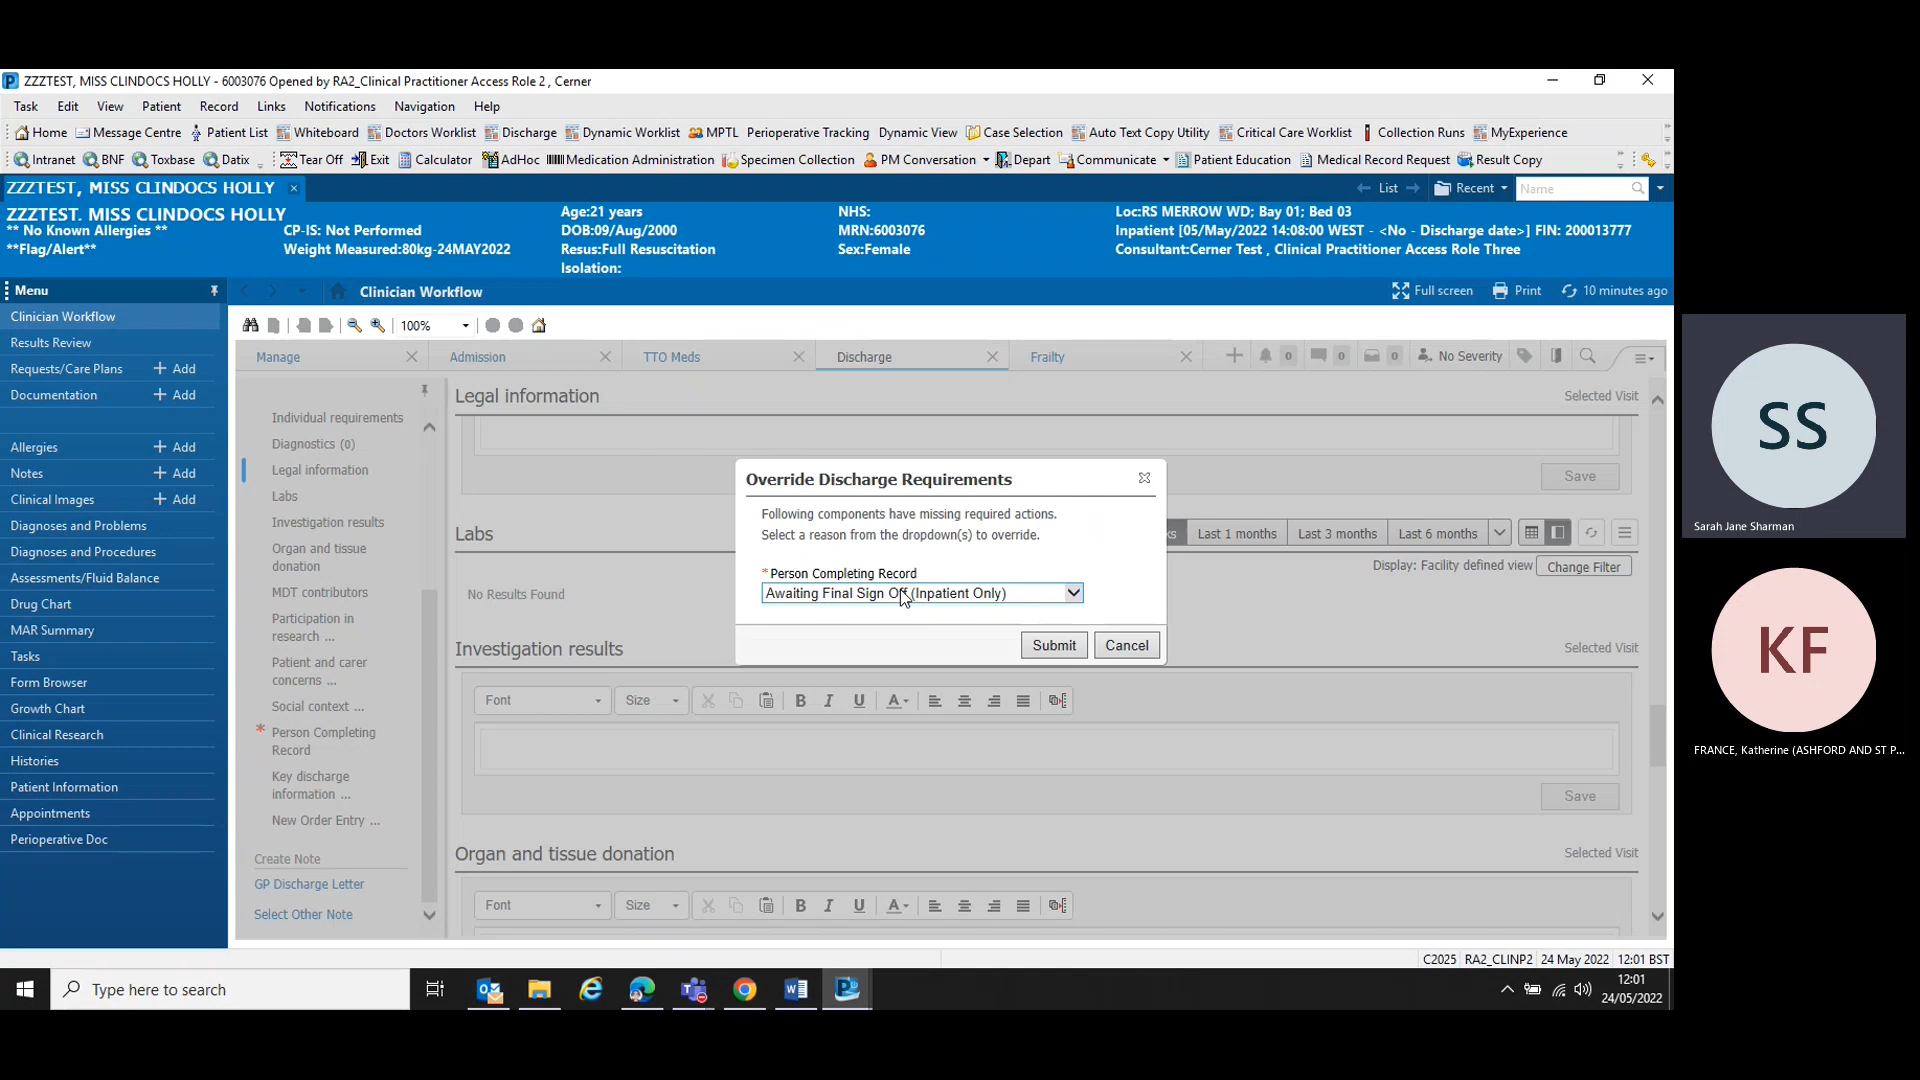 ZZZTEST, MISS CLINDOCS HOLLY - 6003076 Opened by RA2_Clinical Practitioner Access Role 2 , Cerner
Task Edit View Patient Record Links Notifications Navigation Help
Home Message Centre Patient List Whiteboard Doctors Worklist Discharge Dynamic Worklist MPTL Perioperative Tracking Dynamic View Case Selection Auto Text Copy Utility Critical Care Worklist Collection Runs MyExperience
Intranet BNF Toxbase Datix Tear Off Exit Calculator AdHoc Medication Administration Specimen Collection PM Conversation Depart Communicate Patient Education Medical Record Request Result Copy
ZZZTEST, MISS CLINDOCS HOLLY List Recent Name
ZZZTEST. MISS CLINDOCS HOLLY Age:21 years NHS: Loc:RS MERROW WD; Bay 01; Bed 03
** No Known Allergies ** CP-IS: Not Performed DOB:09/Aug/2000 MRN:6003076 Inpatient [05/May/2022 14:08:00 WEST - <No - Discharge date>] FIN: 200013777
**Flag/Alert** Weight Measured:80kg-24MAY2022 Resus:Full Resuscitation Sex:Female Consultant:Cerner Test , Clinical Practitioner Access Role Three
Isolation:
Menu
Clinician Workflow
Results Review
Requests/Care Plans + Add
Documentation + Add
Allergies + Add
Notes + Add
Clinical Images + Add
Diagnoses and Problems
Diagnoses and Procedures
Assessments/Fluid Balance
Drug Chart
MAR Summary
Tasks
Form Browser
Growth Chart
Clinical Research
Histories
Patient Information
Appointments
Perioperative Doc
Clinician Workflow Full screen Print 10 minutes ago
100%
Manage Admission TTO Meds Discharge Frailty 0 0 0 No Severity
Individual requirements
Diagnostics (0)
Legal information
Labs
Investigation results
Organ and tissue
donation
MDT contributors
Participation in
research ...
Patient and carer
concerns ...
Social context ...
* Person Completing
Record
Key discharge
information ...
New Order Entry ...
Create Note
GP Discharge Letter
Select Other Note
Legal information Selected Visit
Save
Labs ks Last 1 months Last 3 months Last 6 months
Display: Facility defined view Change Filter
No Results Found
Investigation results Selected Visit
Font Size B I U A
Save
Organ and tissue donation Selected Visit
Font Size B I U A
Override Discharge Requirements
Following components have missing required actions.
Select a reason from the dropdown(s) to override.
*Person Completing Record
Awaiting Final Sign Off (Inpatient Only)
Submit Cancel
C2025 RA2_CLINP2 24 May 2022 12:01 BST
Type here to search
12:01
24/05/2022
SS
Sarah Jane Sharman
KF
FRANCE, Katherine (ASHFORD AND ST P...